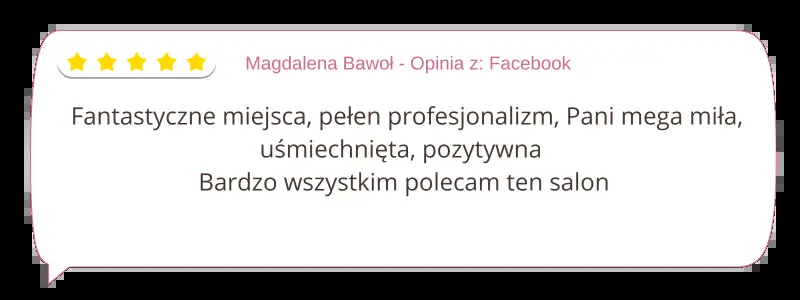 Magdalena Bawoł - Opinia z: Facebook
Fantastyczne miejsca, pełen profesjonalizm, Pani mega miła,
uśmiechnięta, pozytywna
Bardzo wszystkim polecam ten salon